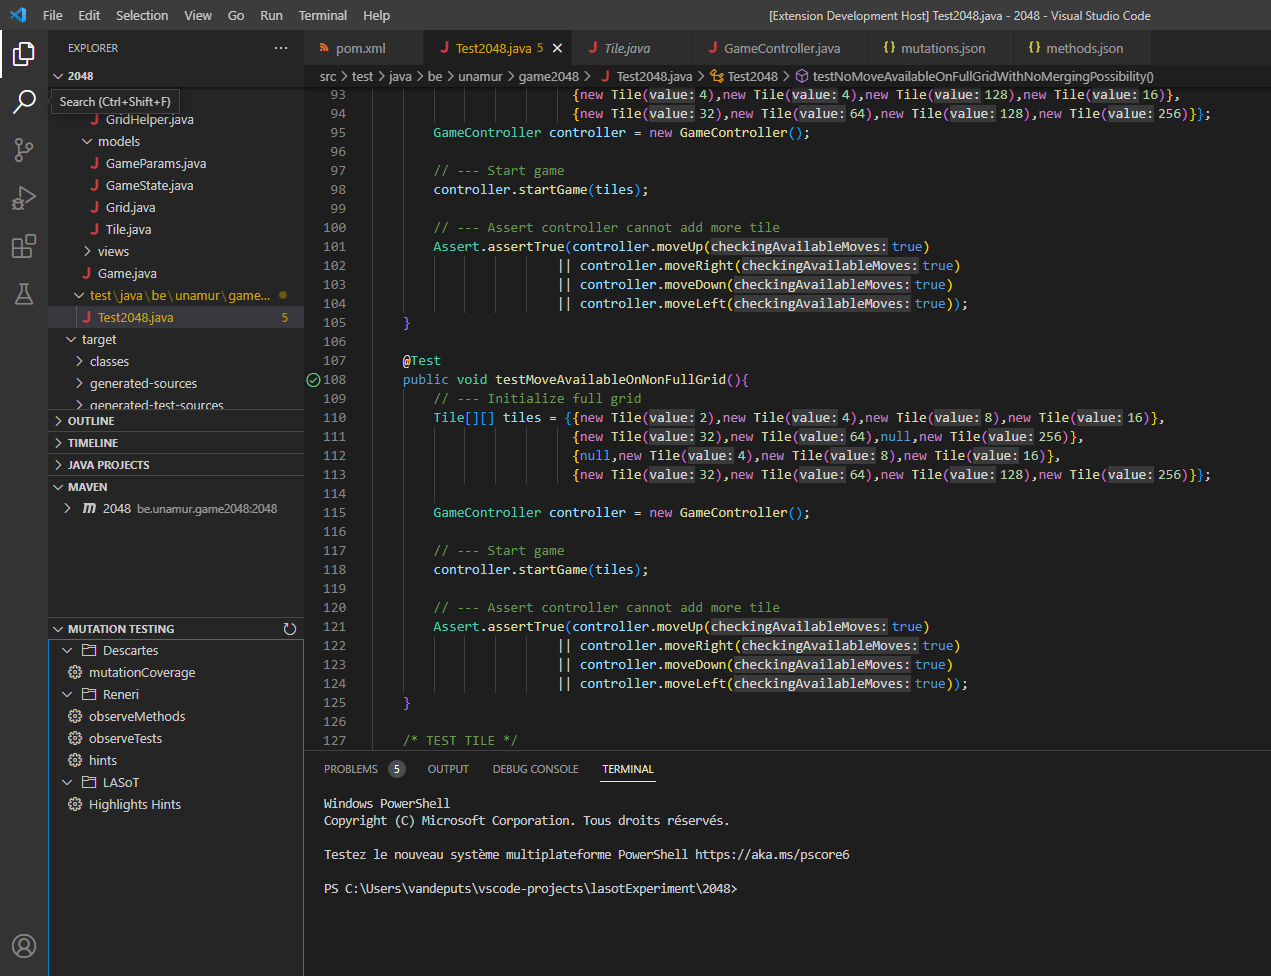 File Edit Selection View Go Run Terminal Help [Extension Development Host] Test2048.java - 2048 - Visual Studio Code
EXPLORER ···
2048
Search (Ctrl+Shift+F)
GridHelper.java
models
GameParams.java
GameState.java
Grid.java
Tile.java
views
Game.java
test\java\be\unamur\game...
Test2048.java 5
target
classes
generated-sources
generated-test-sources
OUTLINE
TIMELINE
JAVA PROJECTS
MAVEN
2048 be.unamur.game2048:2048
MUTATION TESTING
Descartes
mutationCoverage
Reneri
observeMethods
observeTests
hints
LASoT
Highlights Hints
pom.xml Test2048.java 5 Tile.java GameController.java {} mutations.json {} methods.json
src > test > java > be > unamur > game2048 > Test2048.java > Test2048 > testNoMoveAvailableOnFullGridWithNoMergingPossibility()
93 {new Tile(value: 4),new Tile(value: 4),new Tile(value: 128),new Tile(value: 16)},
94 {new Tile(value: 32),new Tile(value: 64),new Tile(value: 128),new Tile(value: 256)}};
95 GameController controller = new GameController();
96
97 // --- Start game
98 controller.startGame(tiles);
99
100 // --- Assert controller cannot add more tile
101 Assert.assertTrue(controller.moveUp(checkingAvailableMoves: true)
102 || controller.moveRight(checkingAvailableMoves: true)
103 || controller.moveDown(checkingAvailableMoves: true)
104 || controller.moveLeft(checkingAvailableMoves: true));
105 }
106
107 @Test
108 public void testMoveAvailableOnNonFullGrid(){
109 // --- Initialize full grid
110 Tile[][] tiles = {{new Tile(value: 2),new Tile(value: 4),new Tile(value: 8),new Tile(value: 16)},
111 {new Tile(value: 32),new Tile(value: 64),null,new Tile(value: 256)},
112 {null,new Tile(value: 4),new Tile(value: 8),new Tile(value: 16)},
113 {new Tile(value: 32),new Tile(value: 64),new Tile(value: 128),new Tile(value: 256)}};
114
115 GameController controller = new GameController();
116
117 // --- Start game
118 controller.startGame(tiles);
119
120 // --- Assert controller cannot add more tile
121 Assert.assertTrue(controller.moveUp(checkingAvailableMoves: true)
122 || controller.moveRight(checkingAvailableMoves: true)
123 || controller.moveDown(checkingAvailableMoves: true)
124 || controller.moveLeft(checkingAvailableMoves: true));
125 }
126
127 /* TEST TILE */
PROBLEMS 5 OUTPUT DEBUG CONSOLE TERMINAL
Windows PowerShell
Copyright (C) Microsoft Corporation. Tous droits réservés.
Testez le nouveau système multiplateforme PowerShell https://aka.ms/pscore6
PS C:\Users\vandeputs\vscode-projects\lasotExperiment\2048>